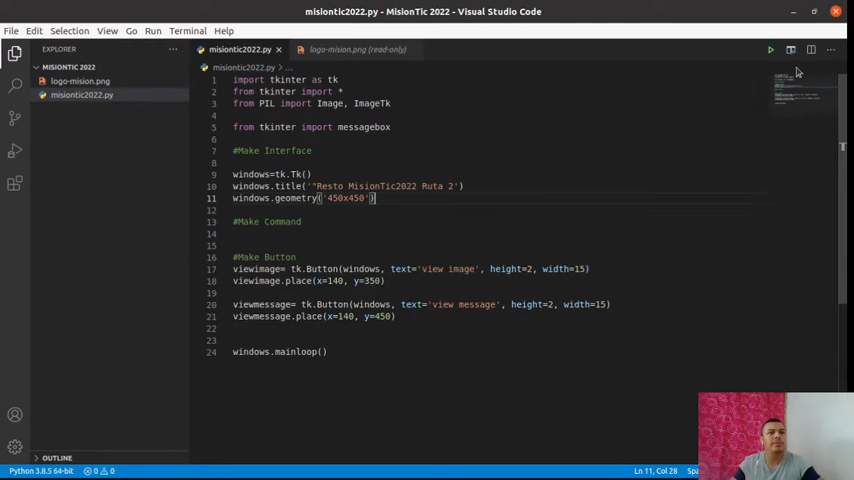 misiontic2022.py - MisionTic 2022 - Visual Studio Code
File Edit Selection View Go Run Terminal Help
EXPLORER
misiontic2022.py
logo-mision.png (read-only)
MISIONTIC 2022
misiontic2022.py
logo-mision.png
misiontic2022.py
1 import tkinter as tk
2 from tkinter import *
3 from PIL import Image, ImageTk
4
5 from tkinter import messagebox
6
7 #Make Interface
8
9 windows=tk.Tk()
10 windows.title('"Resto MisionTic2022 Ruta 2')
11 windows.geometry('450x450')
12
13 #Make Command
14
15
16 #Make Button
17 viewimage= tk.Button(windows, text='view image', height=2, width=15)
18 viewimage.place(x=140, y=350)
19
20 viewmessage= tk.Button(windows, text='view message', height=2, width=15)
21 viewmessage.place(x=140, y=450)
22
23
24 windows.mainloop()
OUTLINE
Python 3.8.5 64-bit
0 0
Ln 11, Col 28